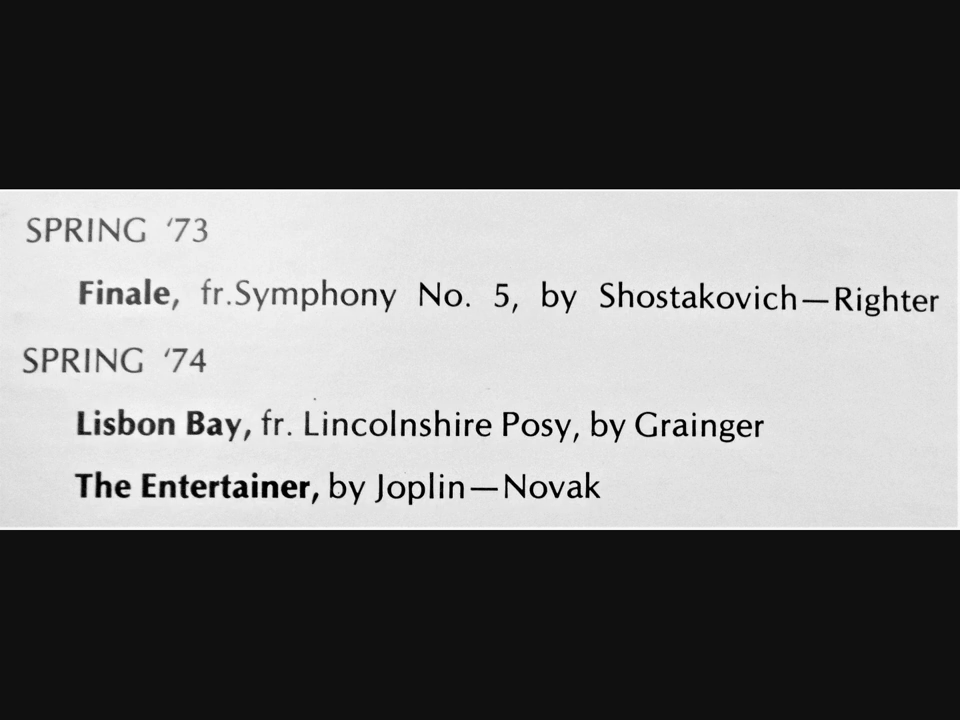 SPRING '73
Finale, fr.Symphony No. 5, by Shostakovich—Righter
SPRING '74
Lisbon Bay, fr. Lincolnshire Posy, by Grainger
The Entertainer, by Joplin—Novak